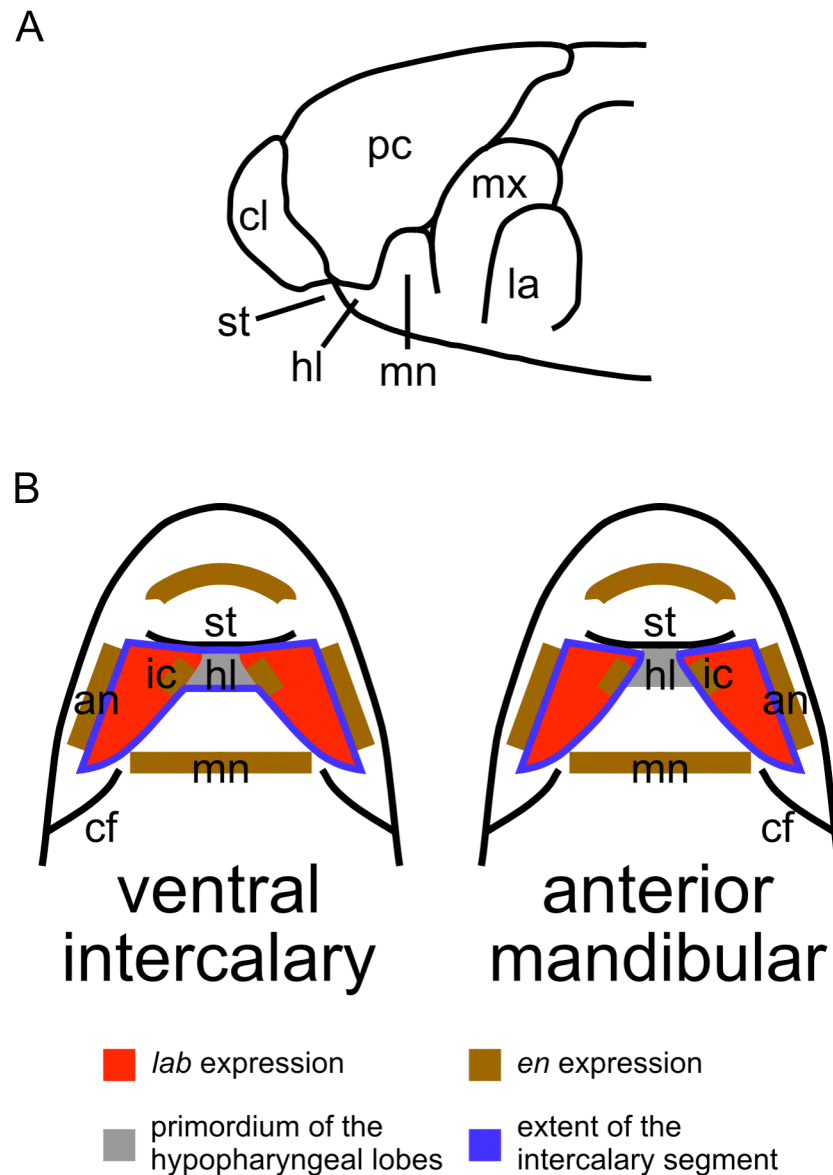 A
pc
mx
cl
la
st
hl
mn
B
st
st
ic
hl
hl
ic
an
an
mn
mn
cf
cf
ventral
intercalary
anterior
mandibular
lab expression
en expression
primordium of the
hypopharyngeal lobes
extent of the
intercalary segment